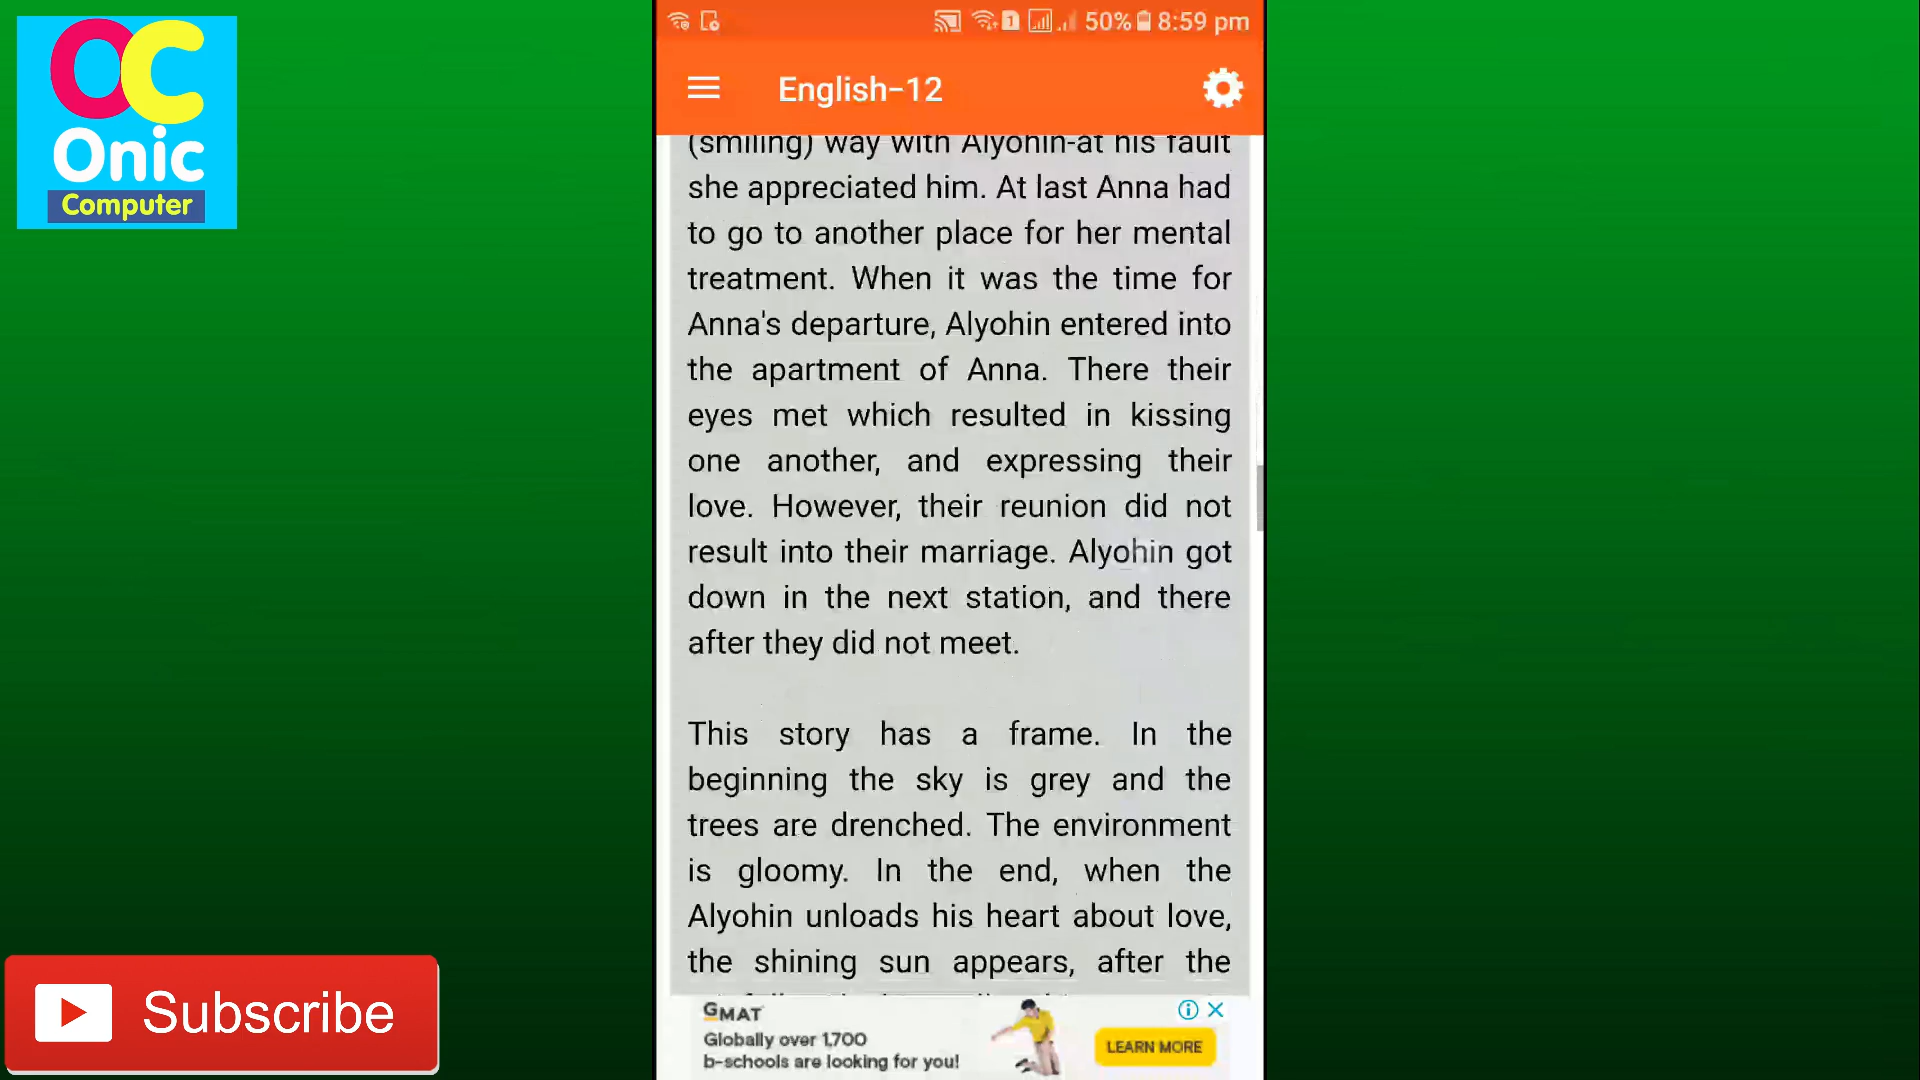 OC
Onic
Computer
1 50% 8:59 pm
English-12
(smiling) way with Alyohin-at his fault
she appreciated him. At last Anna had
to go to another place for her mental
treatment. When it was the time for
Anna's departure, Alyohin entered into
the apartment of Anna. There their
eyes met which resulted in kissing
one another, and expressing their
love. However, their reunion did not
result into their marriage. Alyohin got
down in the next station, and there
after they did not meet.
This story has a frame. In the
beginning the sky is grey and the
trees are drenched. The environment
is gloomy. In the end, when the
Alyohin unloads his heart about love,
the shining sun appears, after the
GMAT
Globally over 1,700
b-schools are looking for you!
LEARN MORE
Subscribe